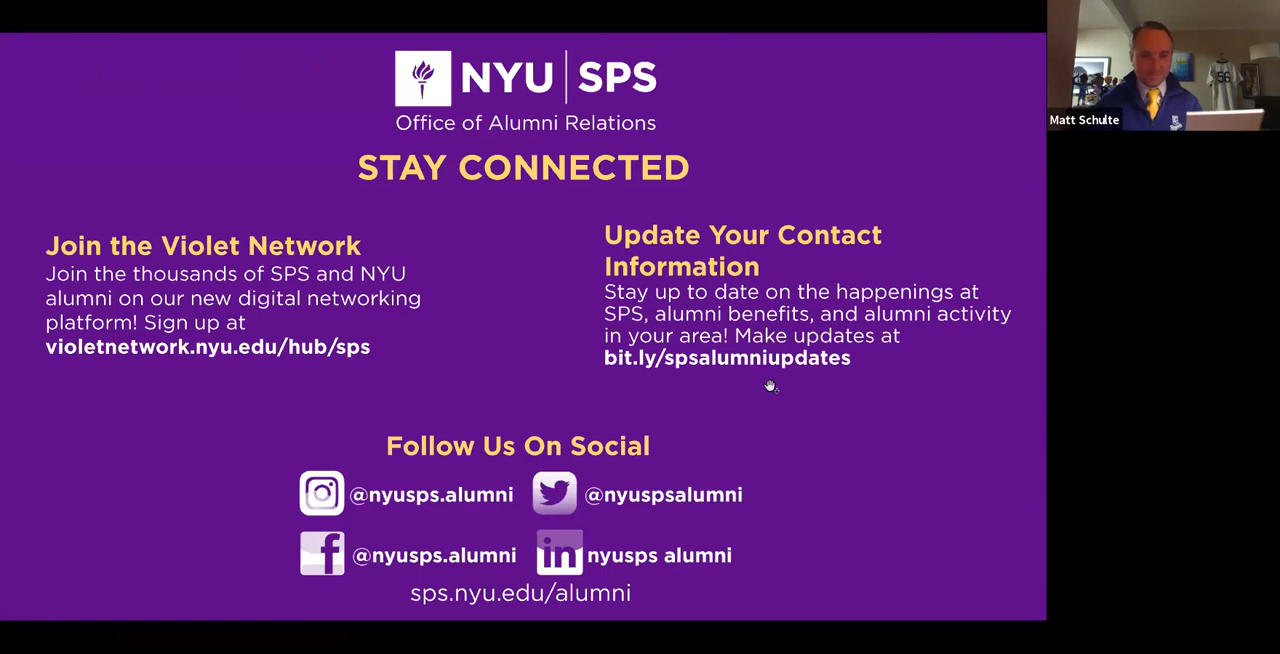 NYU | SPS
Office of Alumni Relations
STAY CONNECTED
Join the Violet Network
Join the thousands of SPS and NYU
alumni on our new digital networking
platform! Sign up at
violetnetwork.nyu.edu/hub/sps
Update Your Contact
Information
Stay up to date on the happenings at
SPS, alumni benefits, and alumni activity
in your area! Make updates at
bit.ly/spsalumniupdates
Follow Us On Social
@nyusps.alumni
@nyuspsalumni
@nyusps.alumni
in nyusps alumni
sps.nyu.edu/alumni
Matt Schulte
56